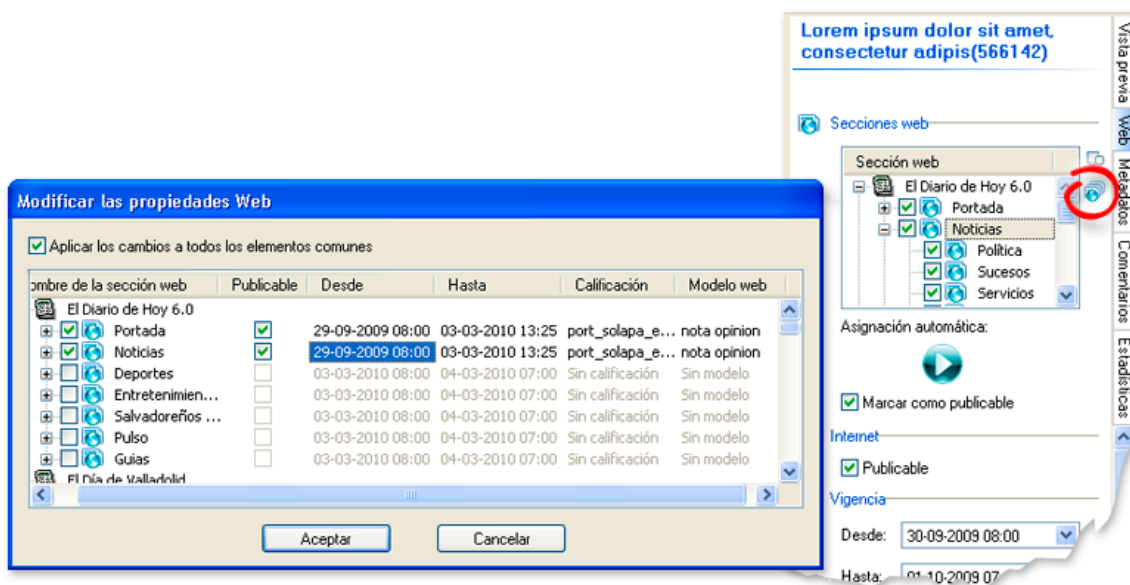 Lorem ipsum dolor sit amet,
consectetur adipis(566142)
Vista previa
Web
Metadatos
Comentarios
Estadísticas
Secciones web
Sección web
El Diario de Hoy 6.0
Portada
Noticias
Política
Sucesos
Servicios
Asignación automática:
Marcar como publicable
Internet
Publicable
Vigencia
Desde: 30-09-2009 08:00
Hasta: 01-10-2009 07
Modificar las propiedades Web
Aplicar los cambios a todos los elementos comunes
ombre de la sección web Publicable Desde Hasta Calificación Modelo web
El Diario de Hoy 6.0
Portada 29-09-2009 08:00 03-03-2010 13:25 port_solapa_e... nota opinion
Noticias 29-09-2009 08:00 03-03-2010 13:25 port_solapa_e... nota opinion
Deportes 03-03-2010 08:00 04-03-2010 07:00 Sin calificación Sin modelo
Entretenimien... 03-03-2010 08:00 04-03-2010 07:00 Sin calificación Sin modelo
Salvadoreños ... 03-03-2010 08:00 04-03-2010 07:00 Sin calificación Sin modelo
Pulso 03-03-2010 08:00 04-03-2010 07:00 Sin calificación Sin modelo
Guias 03-03-2010 08:00 04-03-2010 07:00 Sin calificación Sin modelo
El Día de Valladolid
Aceptar Cancelar